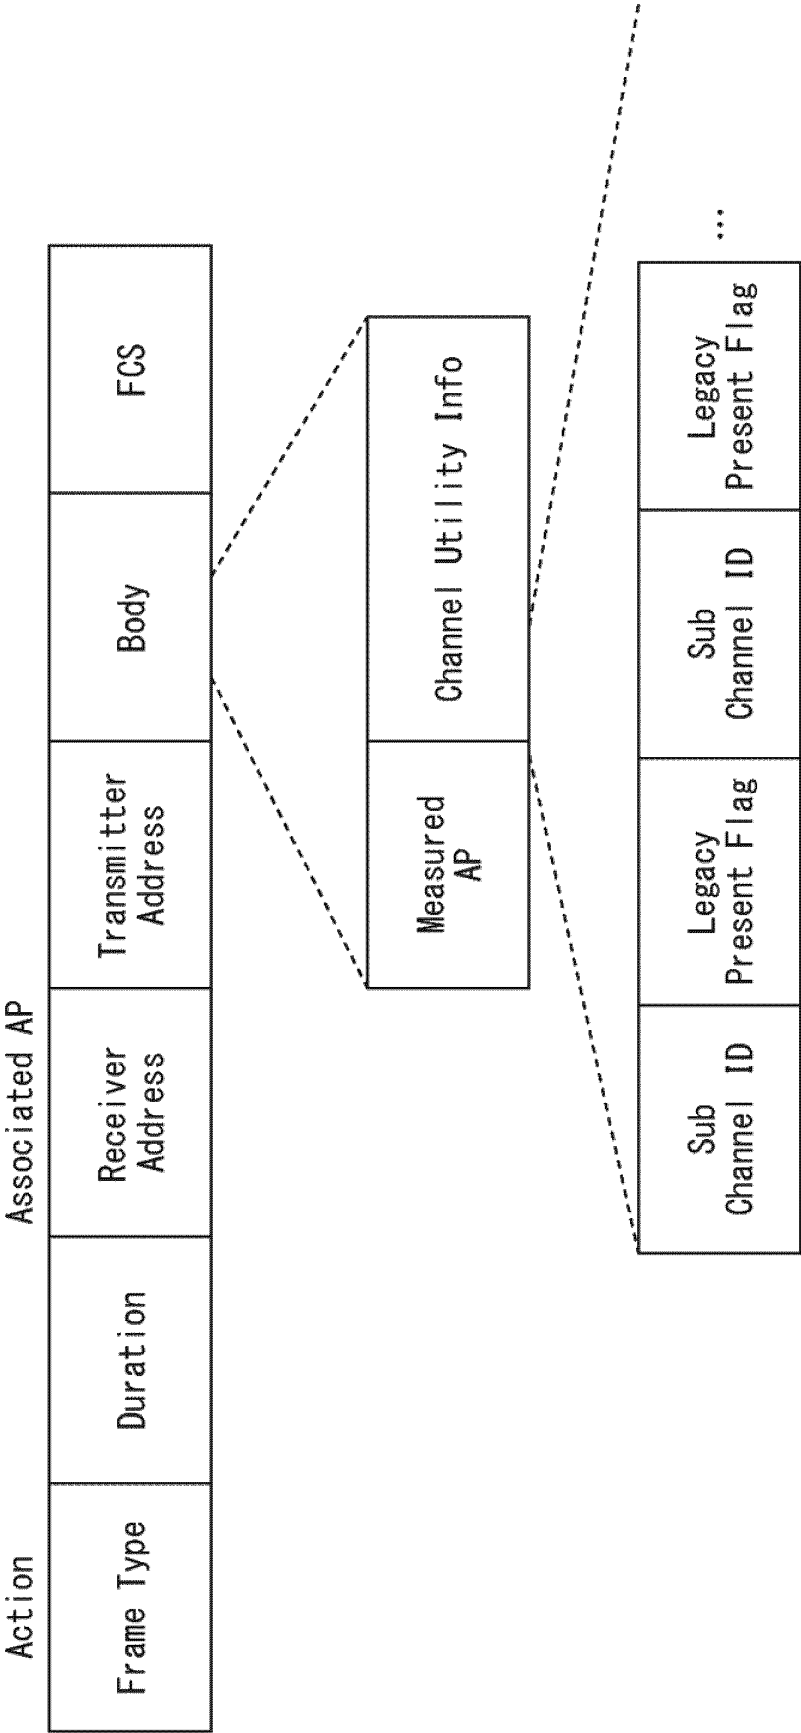 Action
Associated AP
Frame Type
Duration
Receiver
Address
Transmitter
Address
Body
FCS
Measured
AP
Channel Utility Info
Sub
Channel ID
Legacy
Present Flag
Sub
Channel ID
Legacy
Present Flag
...